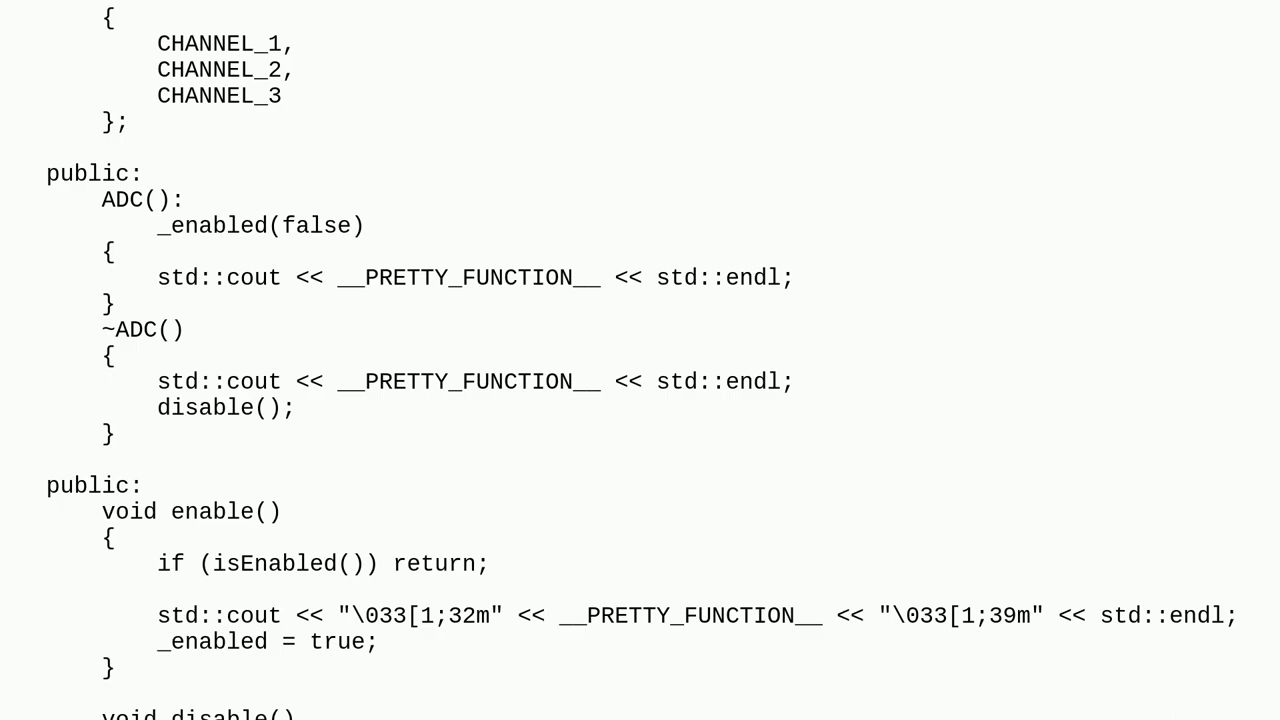 {
CHANNEL_1,
CHANNEL_2,
CHANNEL_3
};
public:
ADC():
_enabled(false)
{
std::cout << __PRETTY_FUNCTION__ << std::endl;
}
~ADC()
{
std::cout << __PRETTY_FUNCTION__ << std::endl;
disable();
}
public:
void enable()
{
if (isEnabled()) return;
std::cout << "\033[1;32m" << __PRETTY_FUNCTION__ << "\033[1;39m" << std::endl;
_enabled = true;
}
void disable()